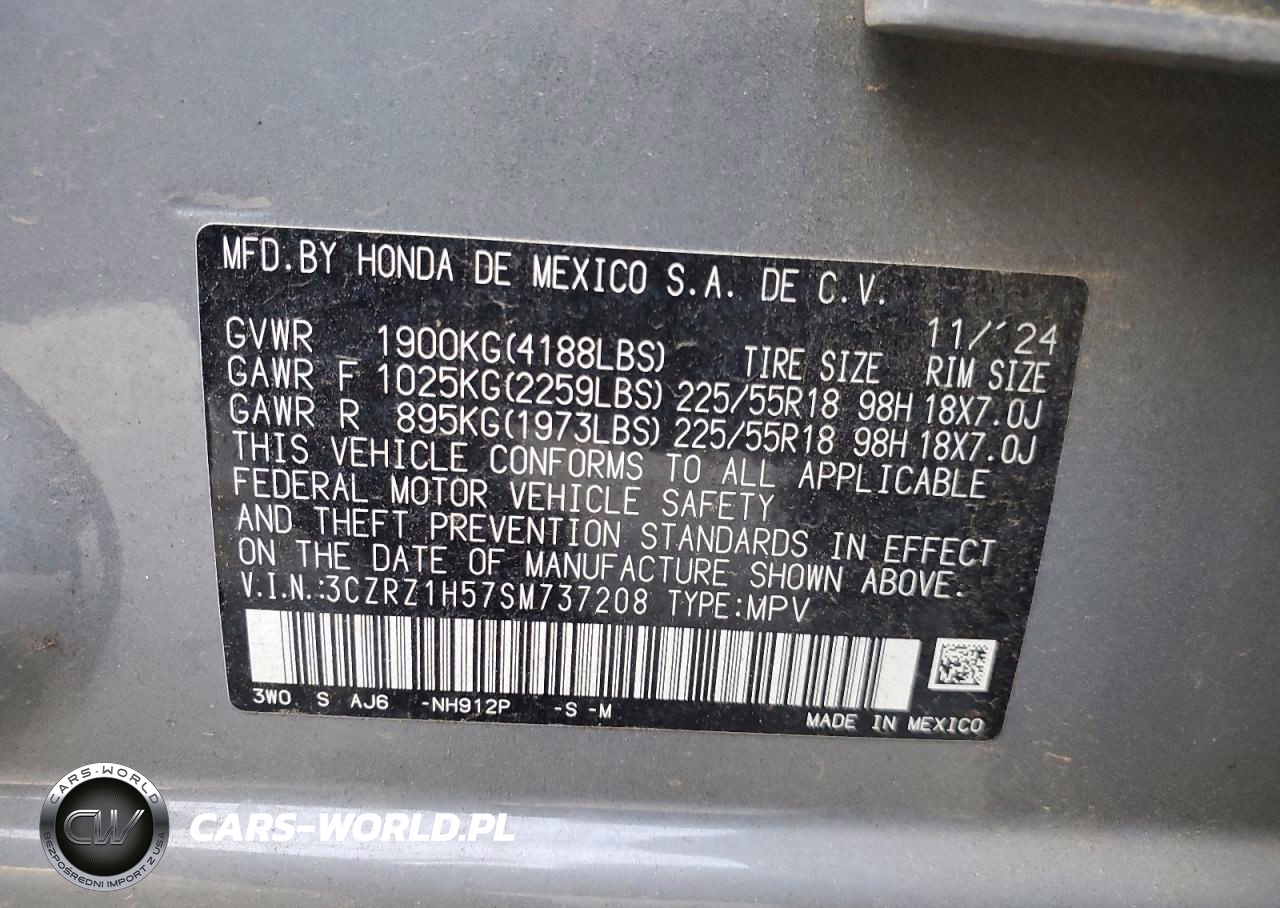 MFD.BY HONDA DE MEXICO S.A. DE C.V.
11/'24
GVWR 1900KG(4188LBS) TIRE SIZE RIM SIZE
GAWR F 1025KG(2259LBS) 225/55R18 98H 18X7.0J
GAWR R 895KG(1973LBS) 225/55R18 98H 18X7.0J
THIS VEHICLE CONFORMS TO ALL APPLICABLE
FEDERAL MOTOR VEHICLE SAFETY
AND THEFT PREVENTION STANDARDS IN EFFECT
ON THE DATE OF MANUFACTURE SHOWN ABOVE.
V.I.N.:3CZRZ1H57SM737208 TYPE:MPV
3W0 S AJ6 -NH912P -S -M
MADE IN MEXICO
CARS-WORLD
CW
BEZPOŚREDNI IMPORT Z USA
CARS-WORLD.PL